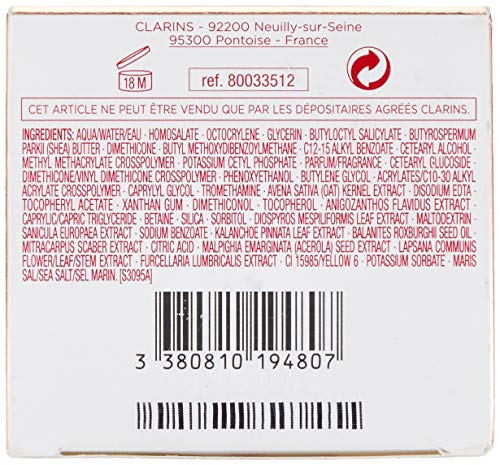 CLARINS - 92200 Neuilly-sur-Seine
95300 Pontoise - France
18 M
ref. 80033512
CET ARTICLE NE PEUT ÊTRE VENDU QUE PAR LES DÉPOSITAIRES AGRÉÉS CLARINS.
INGREDIENTS: AQUA/WATER/EAU · HOMOSALATE · OCTOCRYLENE · GLYCERIN · BUTYLOCTYL SALICYLATE · BUTYROSPERMUM
PARKII (SHEA) BUTTER · DIMETHICONE · BUTYL METHOXYDIBENZOYLMETHANE · C12-15 ALKYL BENZOATE · CETEARYL ALCOHOL ·
METHYL METHACRYLATE CROSSPOLYMER · POTASSIUM CETYL PHOSPHATE · PARFUM/FRAGRANCE · CETEARYL GLUCOSIDE ·
DIMETHICONE/VINYL DIMETHICONE CROSSPOLYMER · PHENOXYETHANOL · BUTYLENE GLYCOL · ACRYLATES/C10-30 ALKYL
ACRYLATE CROSSPOLYMER · CAPRYLYL GLYCOL · TROMETHAMINE · AVENA SATIVA (OAT) KERNEL EXTRACT · DISODIUM EDTA ·
TOCOPHERYL ACETATE · XANTHAN GUM · DIMETHICONOL · TOCOPHEROL · ANIGOZANTHOS FLAVIDUS EXTRACT ·
CAPRYLIC/CAPRIC TRIGLYCERIDE · BETAINE · SILICA · SORBITOL · DIOSPYROS MESPILIFORMIS LEAF EXTRACT · MALTODEXTRIN ·
SANICULA EUROPAEA EXTRACT · SODIUM BENZOATE · KALANCHOE PINNATA LEAF EXTRACT · BALANITES ROXBURGHII SEED OIL ·
MITRACARPUS SCABER EXTRACT · CITRIC ACID · MALPIGHIA EMARGINATA (ACEROLA) SEED EXTRACT · LAPSANA COMMUNIS
FLOWER/LEAF/STEM EXTRACT · FURCELLARIA LUMBRICALIS EXTRACT · CI 15985/YELLOW 6 · POTASSIUM SORBATE · MARIS
SAL/SEA SALT/SEL MARIN. [S3095A]
3 380810 194807